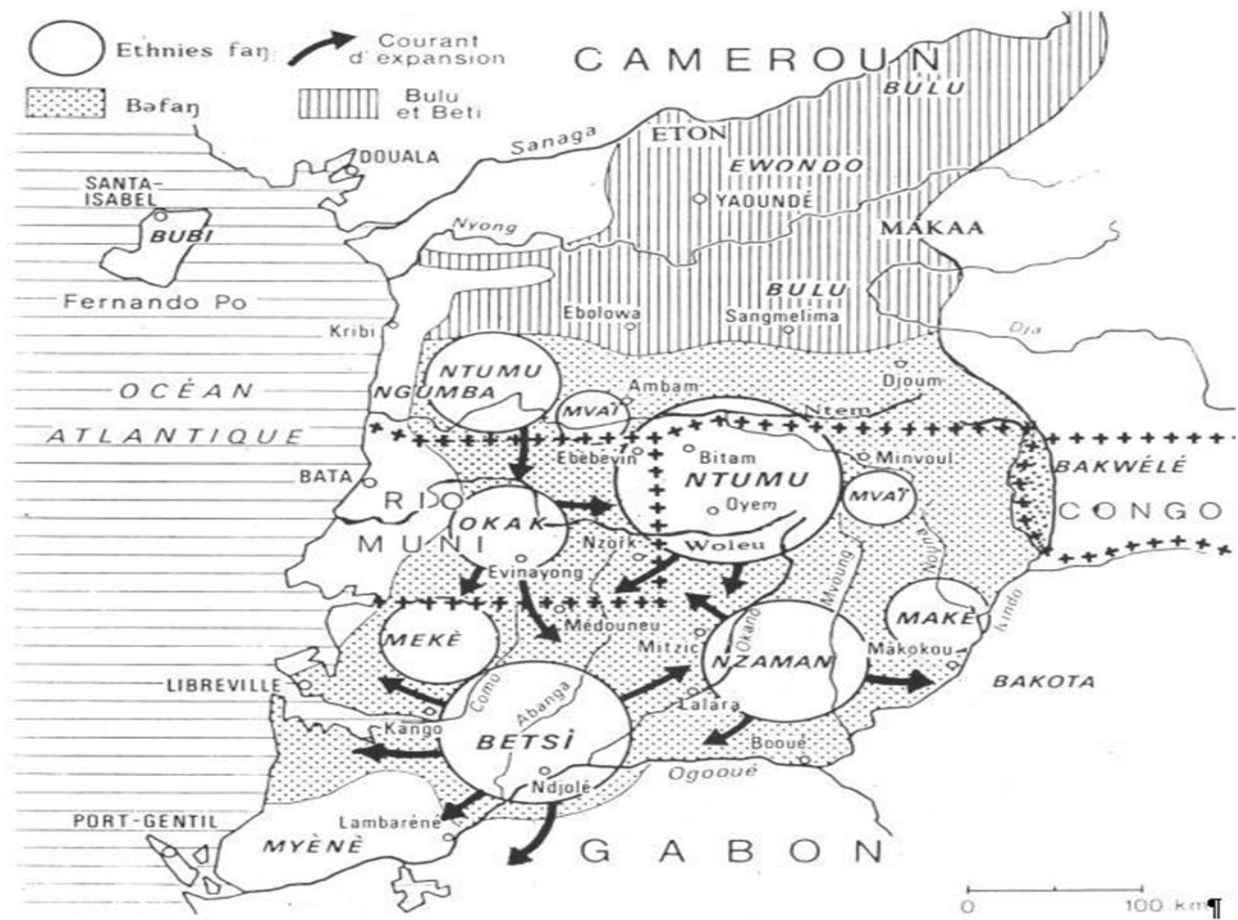 Ethnies faŋ
Courant
d'expansion
Bəfaŋ
Bulu
et Beti
CAMEROUN
BULU
Sanaga
ETON
DOUALA
EWONDO
SANTA-
ISABEL
YAOUNDÉ
BUBI
Nyong
MAKAA
Fernando Po
BULU
Ebolowa
Sangmelima
Kribi
Dja
NTUMU
Djoum
OCÉAN
NGUMBA
Ambam
MVAÏ
Ntem
ATLANTIQUE
Ebebeyin
Bitam
Minvoul
BAKWÉLÉ
BATA
NTUMU
MVAÏ
RIO
Oyem
CONGO
OKAK
MUNI
Nzork
Woleu
Evinayong
Mvoung
Nouna
MAKÈ
Ivindo
Médouneu
MEKÈ
Mitzic
Okano
NZAMAN
Makokou
LIBREVILLE
Como
Abanga
Lalara
BAKOTA
Kango
BETSİ
Booué
Ogooué
Ndjolé
PORT-GENTIL
Lambaréné
MYÈNÈ
GABON
0 100 km¶